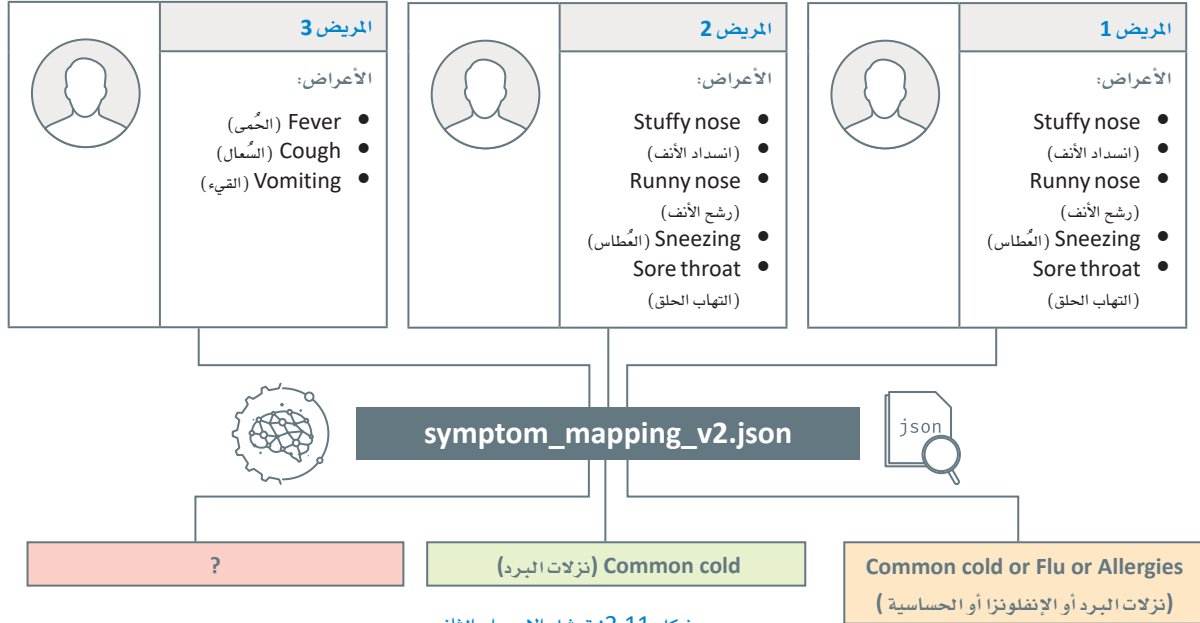 المريض 1
الأعراض:
Stuffy nose
(انسداد الأنف)
Runny nose
(رشح الأنف)
Sneezing (العُطاس)
Sore throat
(التهاب الحلق)
المريض 2
الأعراض:
Stuffy nose
(انسداد الأنف)
Runny nose
(رشح الأنف)
Sneezing (العُطاس)
Sore throat
(التهاب الحلق)
المريض 3
الأعراض:
Fever (الحُمى)
Cough (السُعال)
Vomiting (القيء)
json
symptom_mapping_v2.json
Common cold or Flu or Allergies
(نزلات البرد أو الإنفلونزا أو الحساسية )
Common cold (نزلات البرد)
?